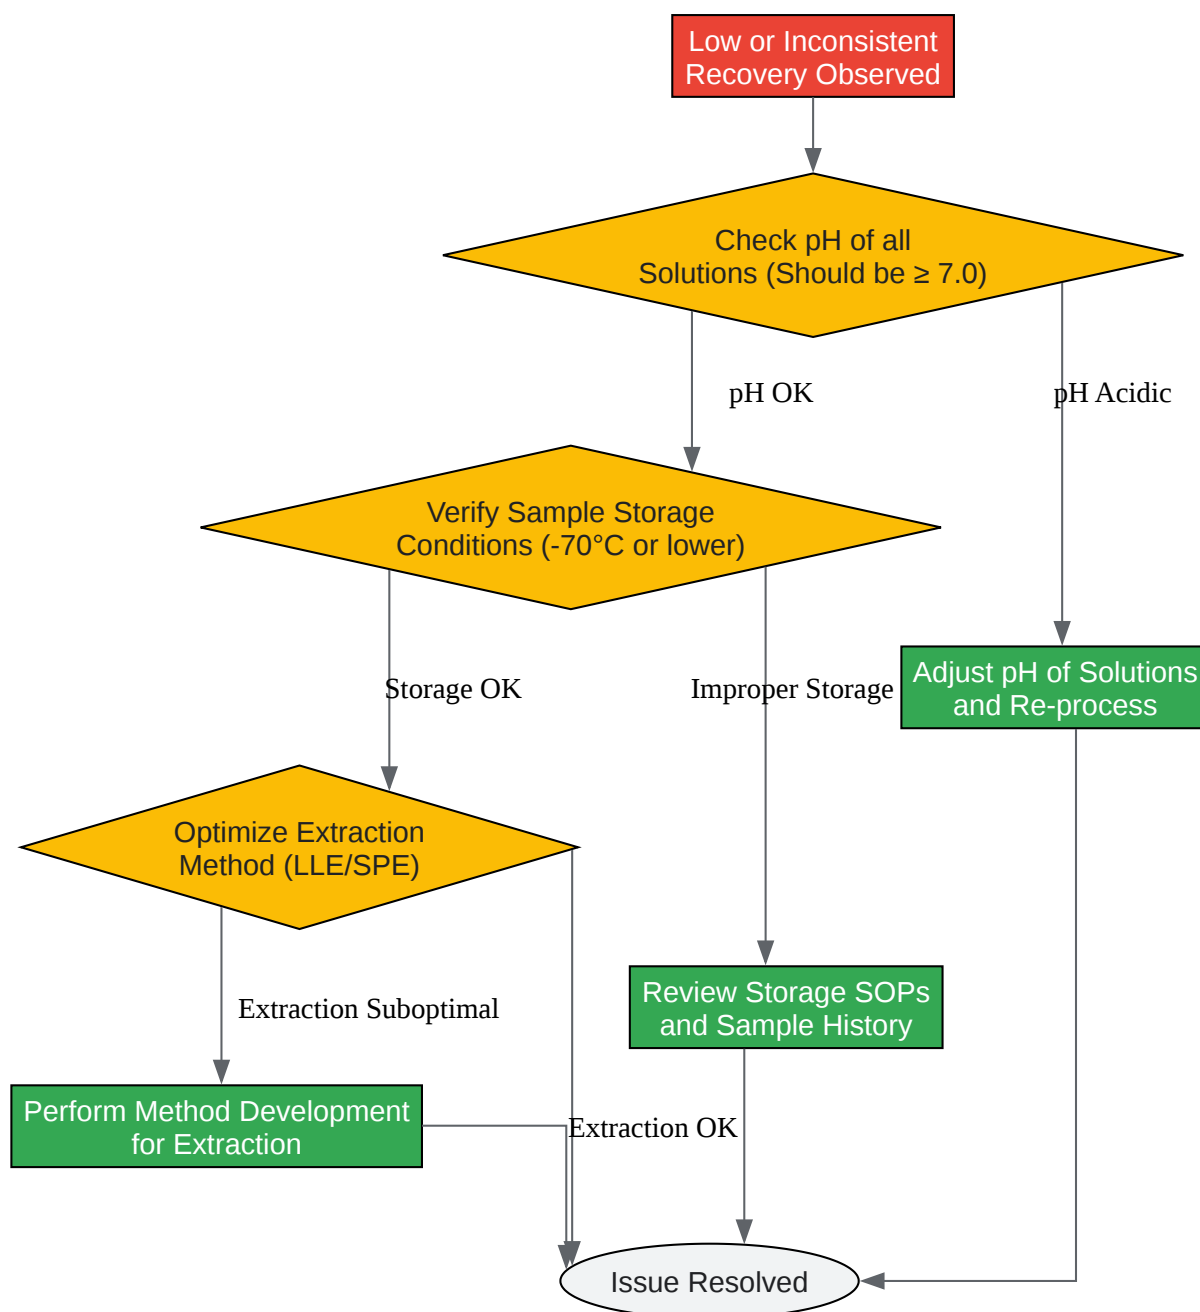 Low or Inconsistent
Recovery Observed
Check pH of all
Solutions (Should be ≥ 7.0)
pH OK
pH Acidic
Verify Sample Storage
Conditions (-70°C or lower)
Storage OK
Improper Storage
Adjust pH of Solutions
and Re-process
Optimize Extraction
Method (LLE/SPE)
Extraction Suboptimal
Review Storage SOPs
and Sample History
Perform Method Development
for Extraction
Extraction OK
Issue Resolved